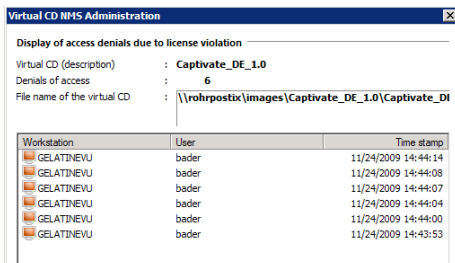 Virtual CD NMS Administration
Display of access denials due to license violation
Virtual CD (description) : Captivate_DE_1.0
Denials of access : 6
File name of the virtual CD : \\rohrpostix\images\Captivate_DE_1.0\Captivate_DE
Workstation User Time stamp
GELATINEVU bader 11/24/2009 14:44:14
GELATINEVU bader 11/24/2009 14:44:08
GELATINEVU bader 11/24/2009 14:44:07
GELATINEVU bader 11/24/2009 14:44:04
GELATINEVU bader 11/24/2009 14:44:00
GELATINEVU bader 11/24/2009 14:43:53